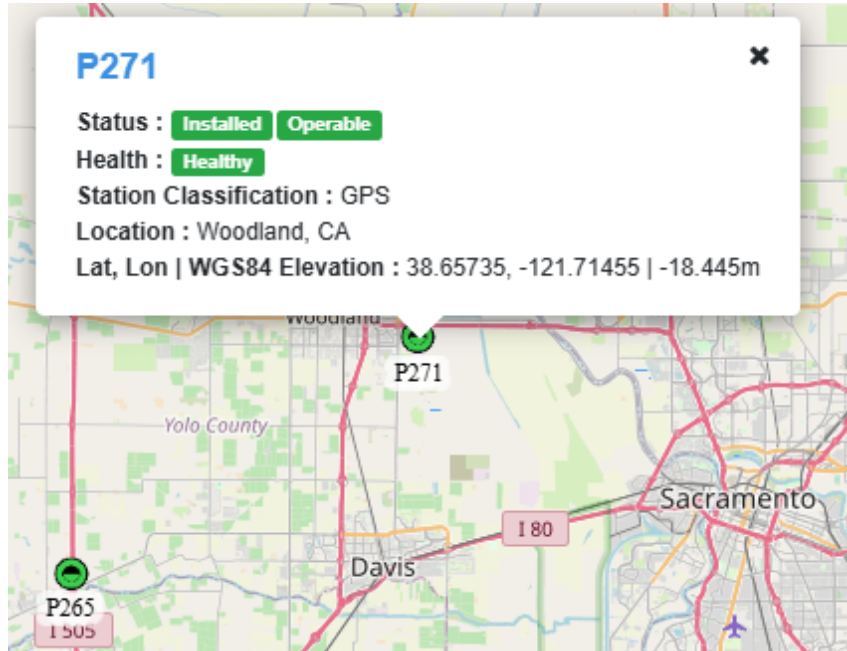 P271
Status : Installed Operable
Health : Healthy
Station Classification : GPS
Location : Woodland, CA
Lat, Lon | WGS84 Elevation : 38.65735, -121.71455 | -18.445m
Woodland
P271
Yolo County
Sacramento
I 80
Davis
P265
I 505